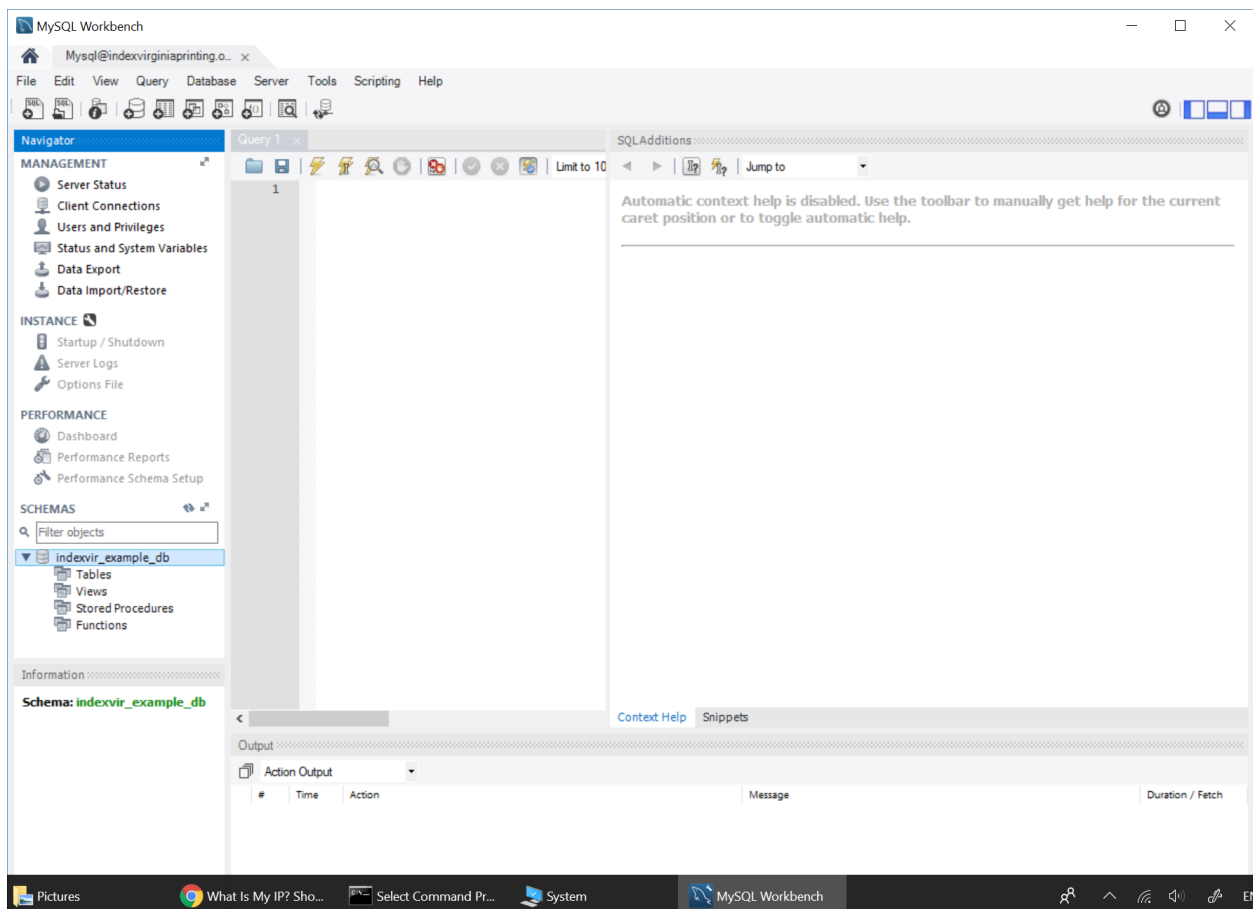 MySQL Workbench
Mysql@indexvirginiaprinting.o...
File Edit View Query Database Server Tools Scripting Help
Navigator
MANAGEMENT
Server Status
Client Connections
Users and Privileges
Status and System Variables
Data Export
Data Import/Restore
INSTANCE
Startup / Shutdown
Server Logs
Options File
PERFORMANCE
Dashboard
Performance Reports
Performance Schema Setup
SCHEMAS
Filter objects
indexvir_example_db
Tables
Views
Stored Procedures
Functions
Information
Schema: indexvir_example_db
Query 1
Limit to 10
1
SQLAdditions
Jump to
Automatic context help is disabled. Use the toolbar to manually get help for the current
caret position or to toggle automatic help.
Context Help Snippets
Output
Action Output
# Time Action Message Duration / Fetch
Pictures What Is My IP? Sho... Select Command Pr... System MySQL Workbench EN